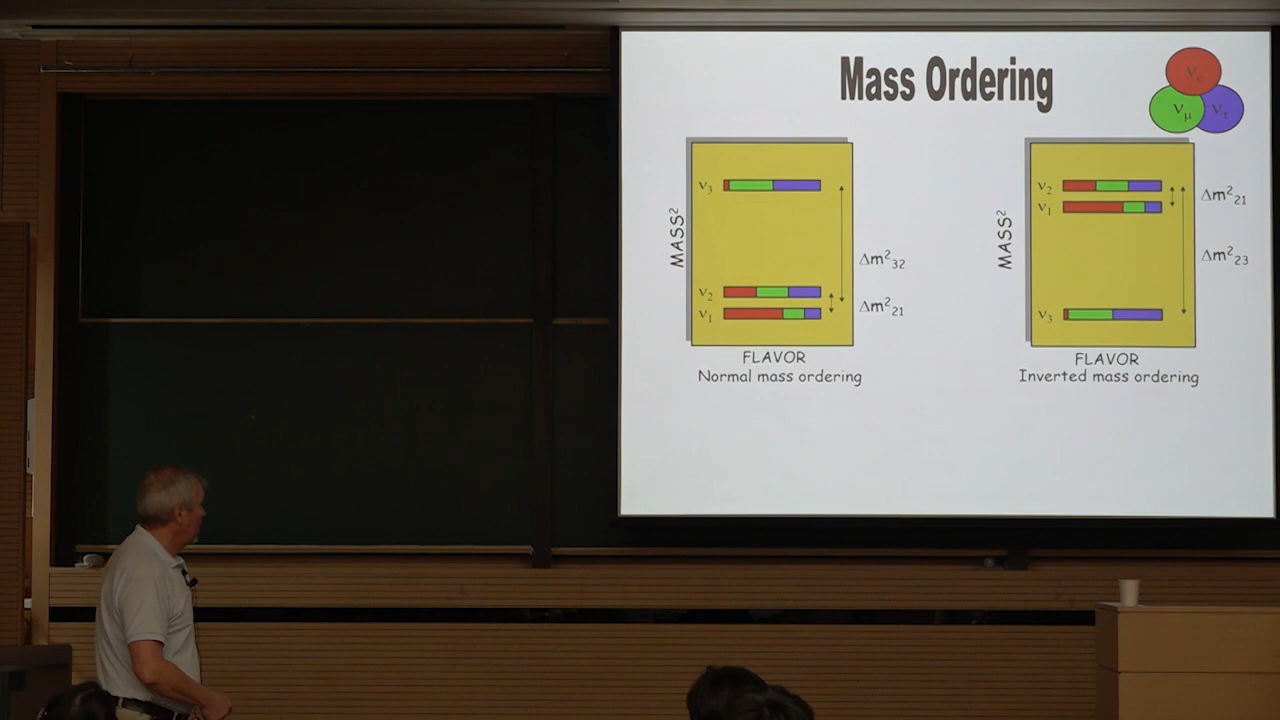 Mass Ordering
νe
νμ ντ
MASS²
ν3
ν2
ν1
Δm²32
Δm²21
FLAVOR
Normal mass ordering
MASS²
ν2
ν1
ν3
Δm²21
Δm²23
FLAVOR
Inverted mass ordering